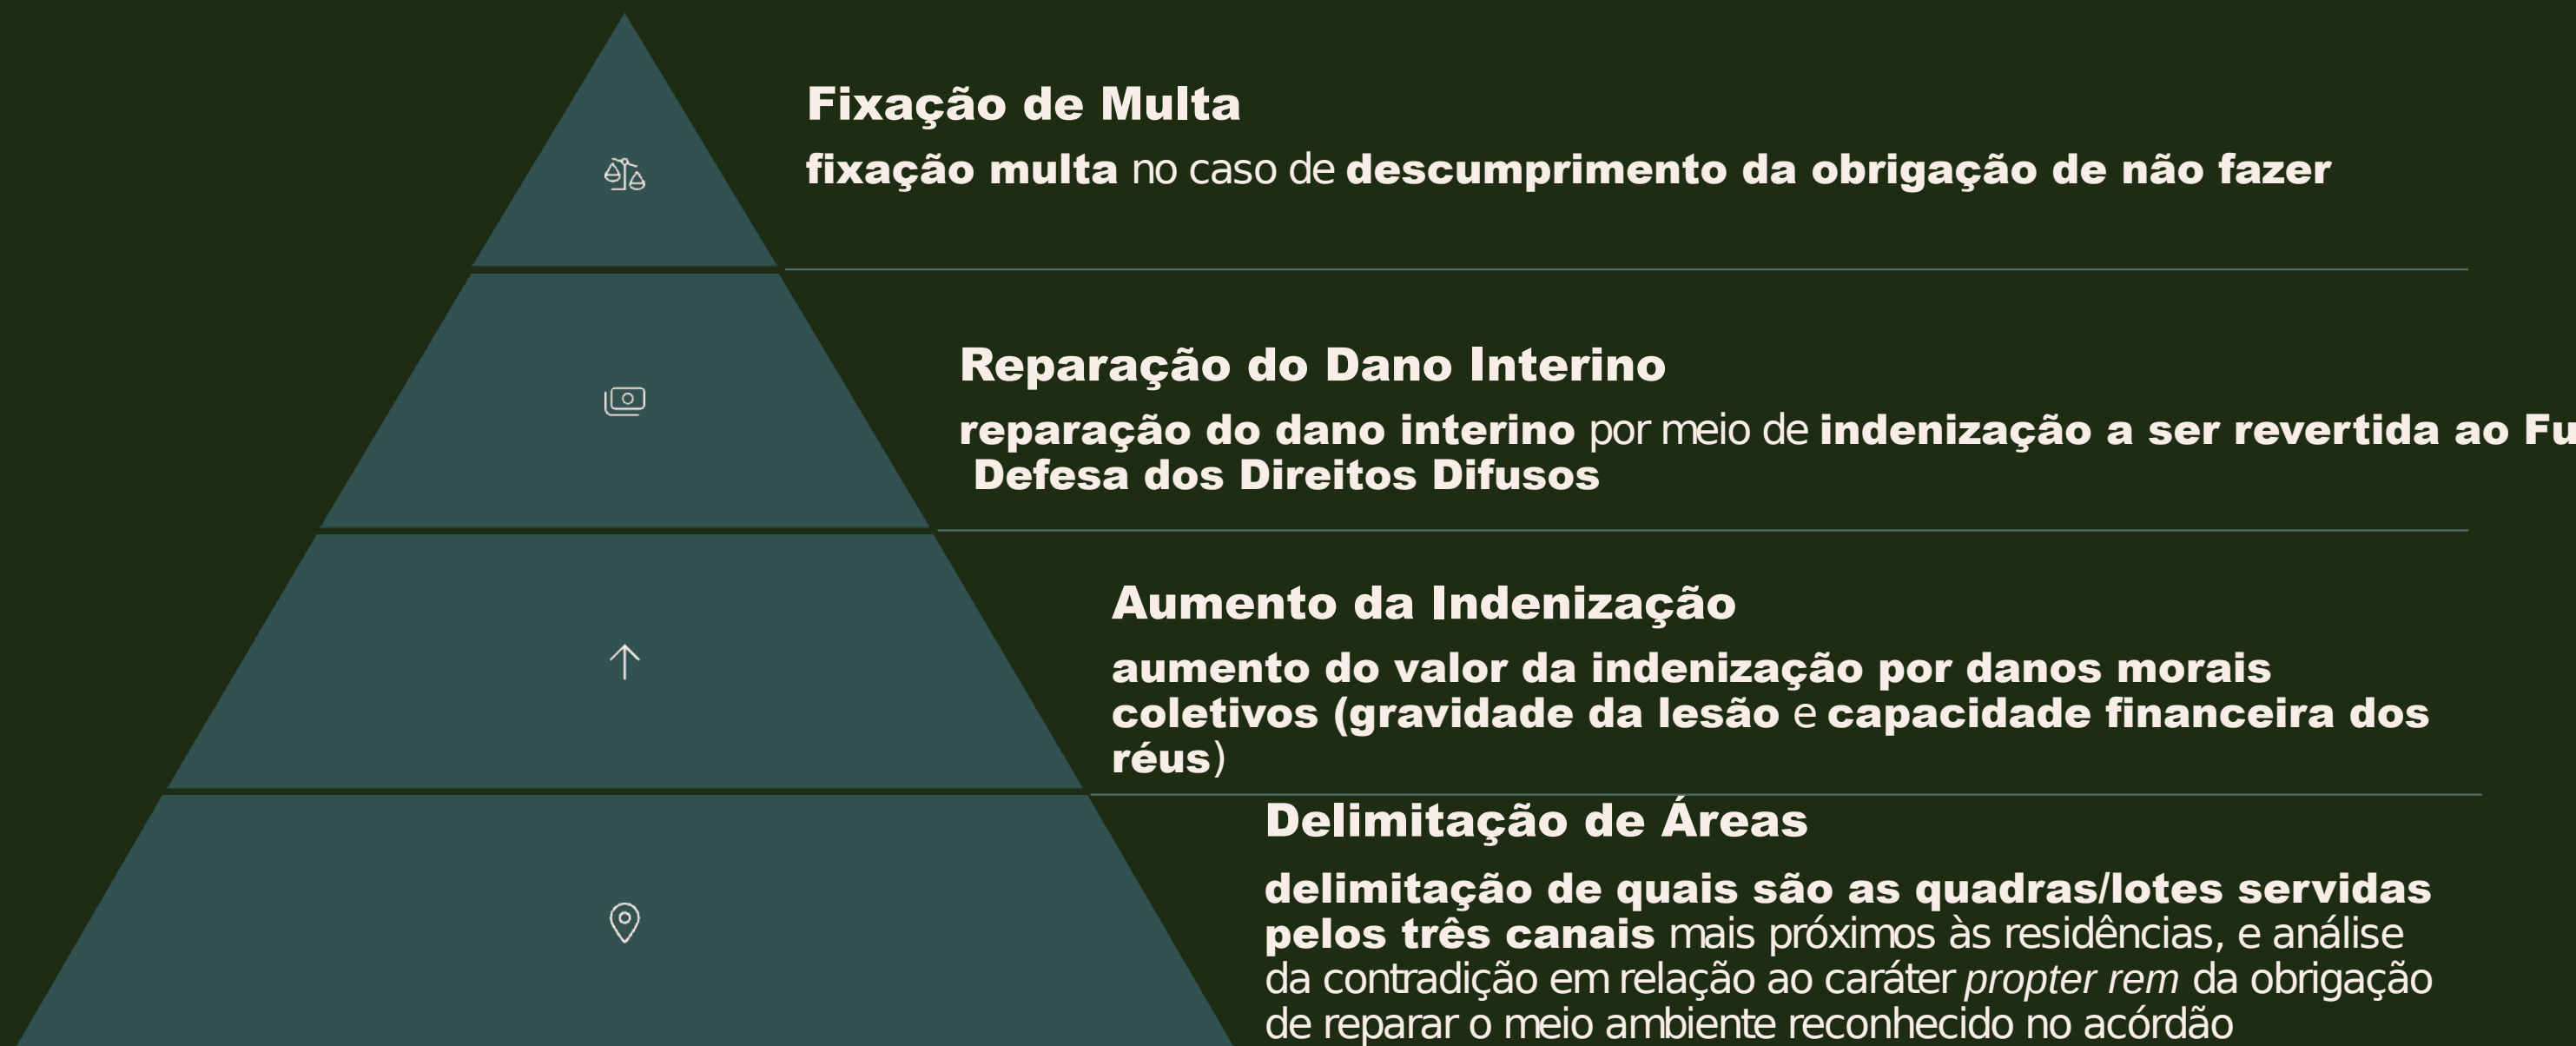 Fixação de Multa
fixação multa no caso de descumprimento da obrigação de não fazer
Reparação do Dano Interino
reparação do dano interino por meio de indenização a ser revertida ao Fu
Defesa dos Direitos Difusos
Aumento da Indenização
aumento do valor da indenização por danos morais
coletivos (gravidade da lesão e capacidade financeira dos
réus)
Delimitação de Áreas
delimitação de quais são as quadras/lotes servidas
pelos três canais mais próximos às residências, e análise
da contradição em relação ao caráter propter rem da obrigação
de reparar o meio ambiente reconhecido no acórdão